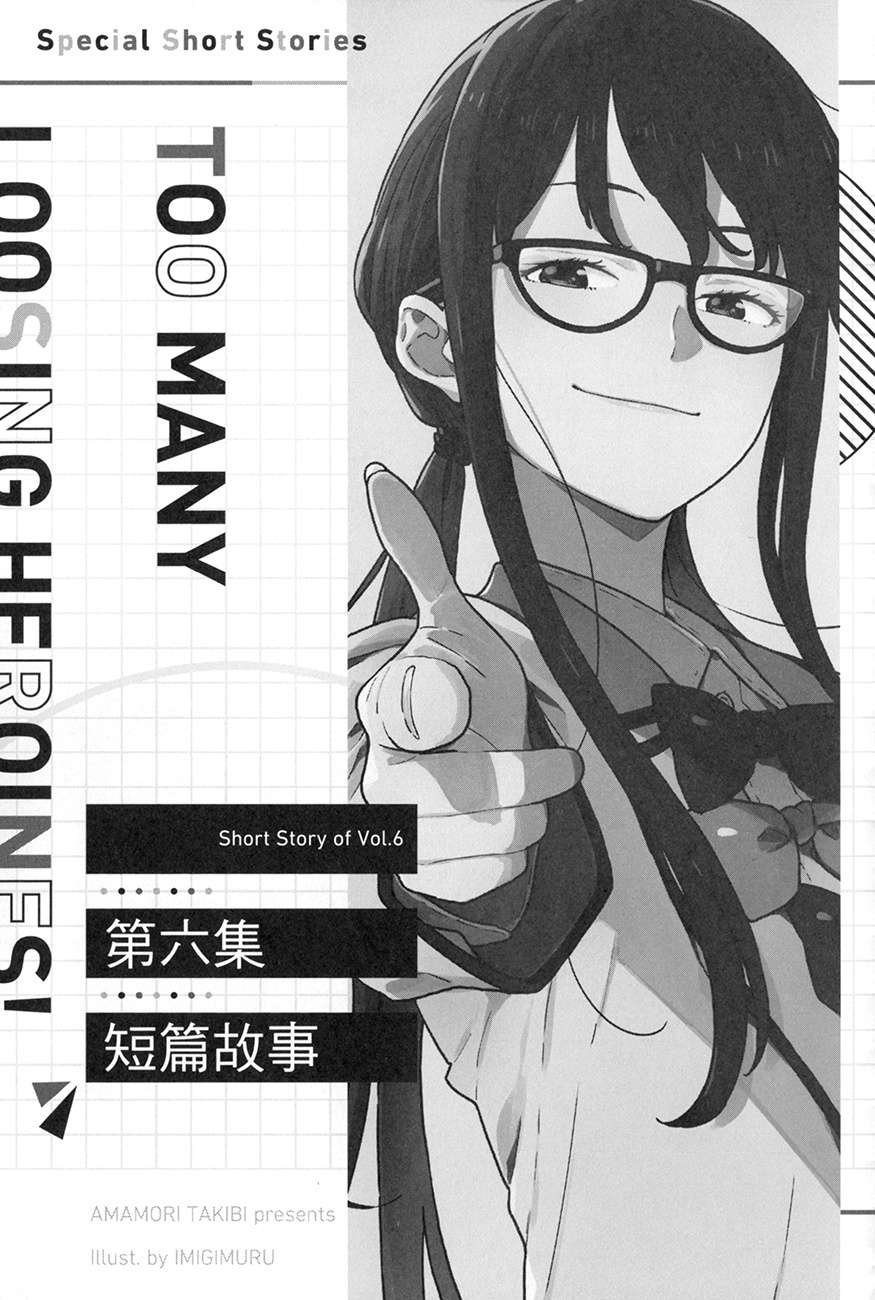 Special Short Stories
TOO MANY
LOOSING HEROINES!
Short Story of Vol.6
第六集
短篇故事
AMAMORI TAKIBI presents
Illust. by IMIGIMURU